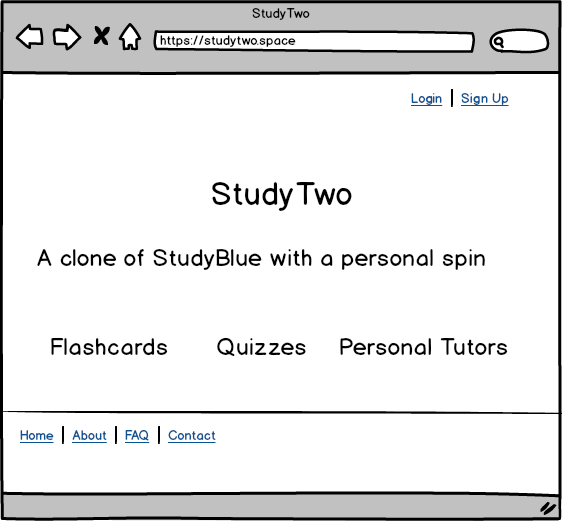 StudyTwo
https://studytwo.space
Login | Sign Up
StudyTwo
A clone of StudyBlue with a personal spin
Flashcards Quizzes Personal Tutors
Home | About | FAQ | Contact